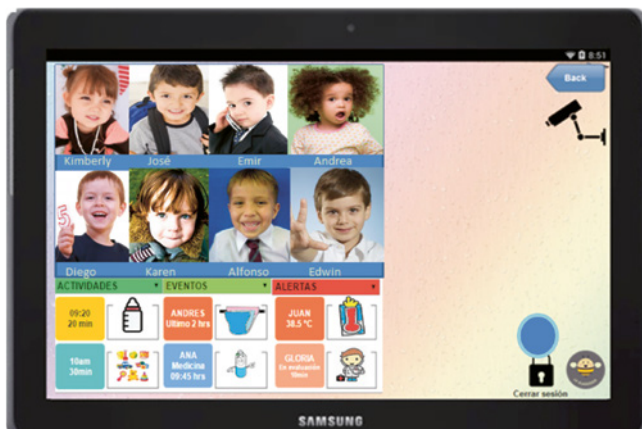 8:51
Back
Kimberly José Emir Andrea
Diego Karen Alfonso Edwin
ACTIVIDADES EVENTOS ALERTAS
09:20
20 min
ANDRES
Ultimo 2 hrs
JUAN
38.5 °C
10am
30min
ANA
Medicina
09:45 hrs
GLORIA
En evaluación
10min
Cerrar sesión
SAMSUNG